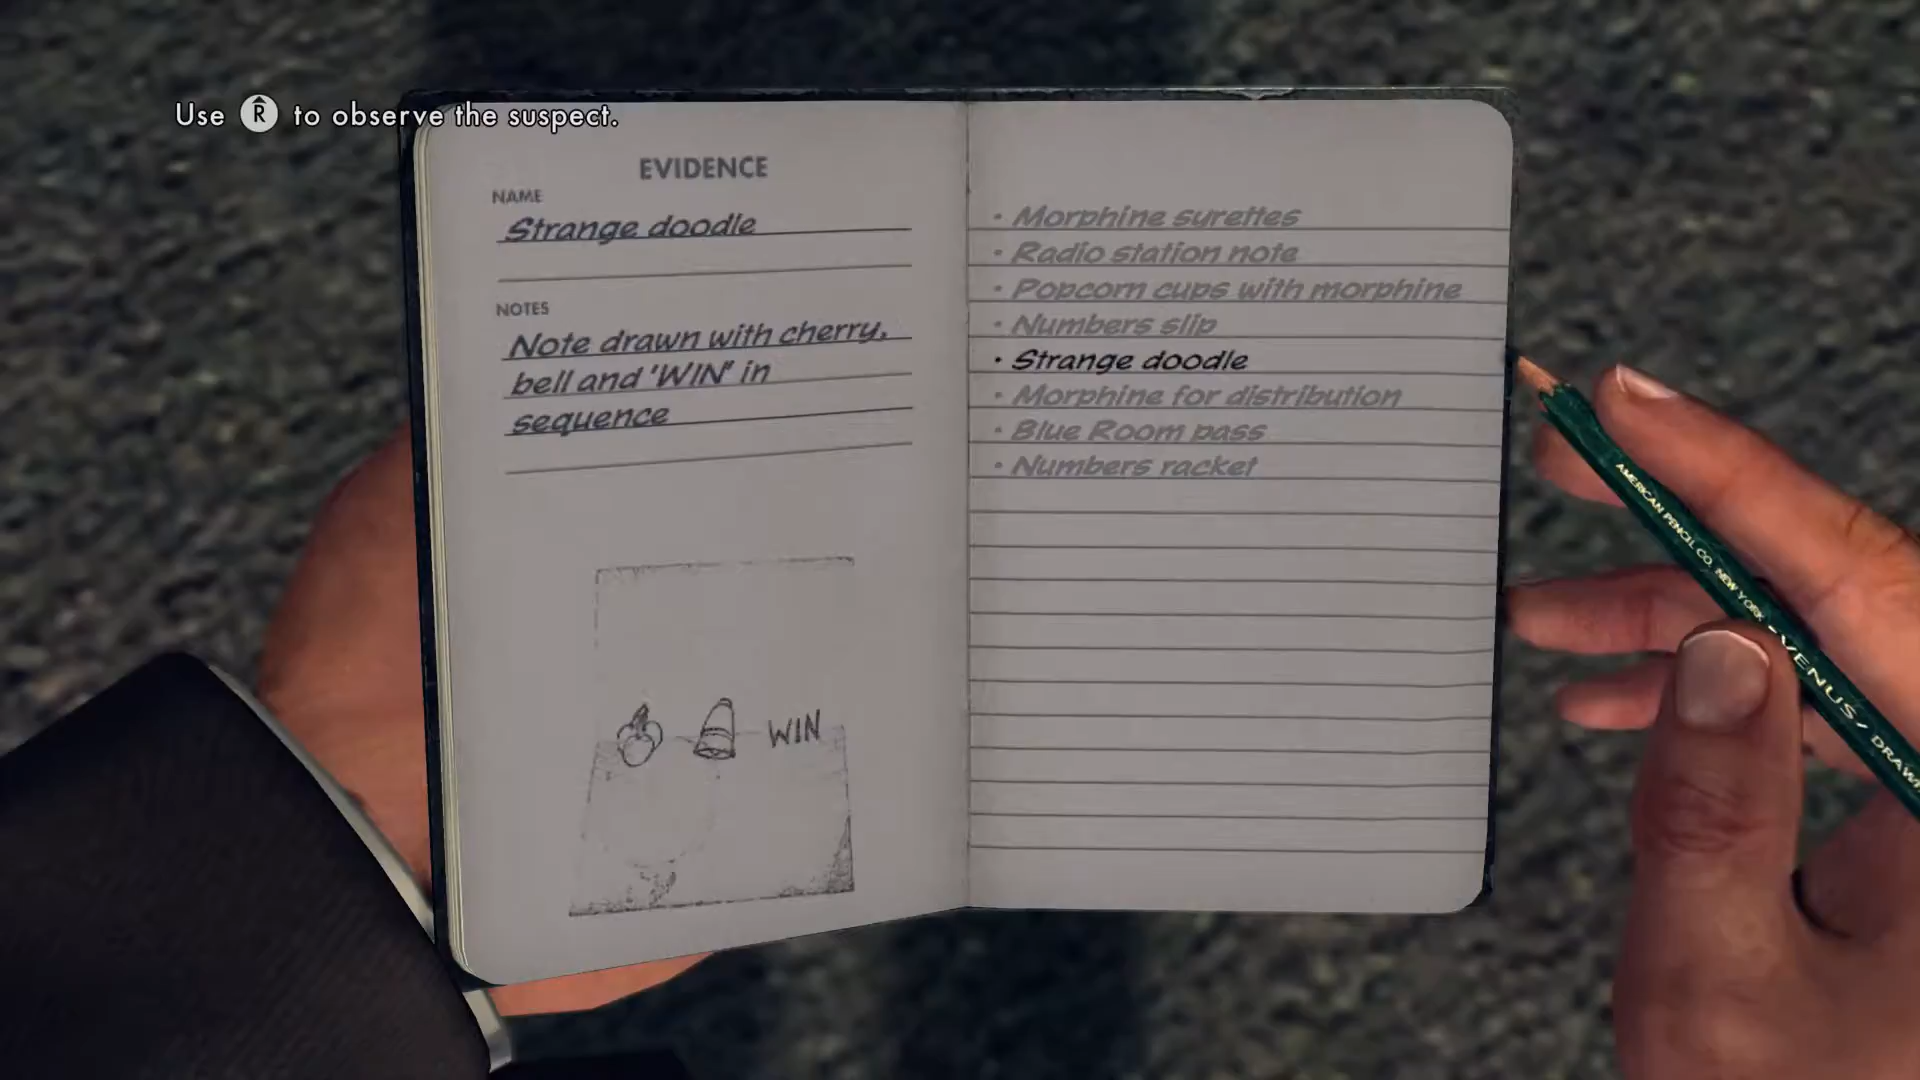 Use R to observe the suspect.
EVIDENCE
NAME
Strange doodle
NOTES
Note drawn with cherry,
bell and 'WIN' in
sequence
WIN
• Morphine surettes
• Radio station note
• Popcorn cups with morphine
• Numbers slip
• Strange doodle
• Morphine for distribution
• Blue Room pass
• Numbers racket
AMERICAN PENCIL CO. NEW YORK - VENUS